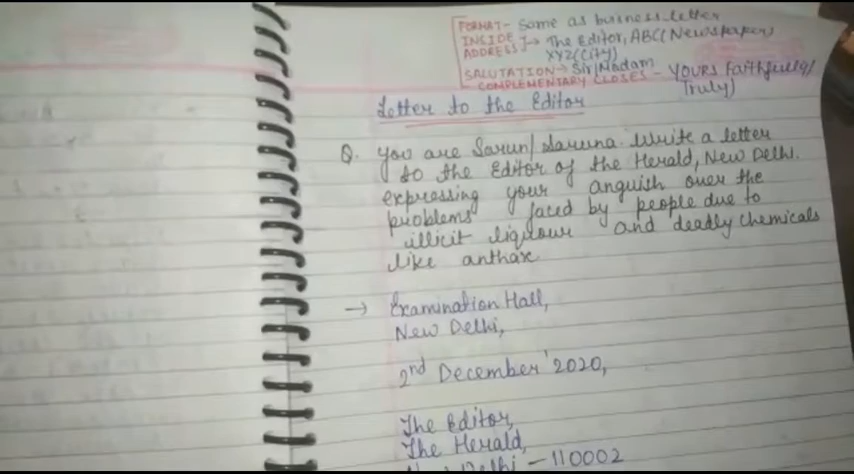 FORMAT- Same as business letter
INSIDE ADDRESS]→ The Editor, ABC(Newspaper)
XYZ(City)
SALUTATION→ Sir/Madam
COMPLEMENTARY CLOSES - YOURS Faithfully/
Truly)
Letter to the Editor
Q. You are Sarun/Saruna. Write a letter
to the Editor of the Herald, New Delhi.
expressing your anguish over the
problems faced by people due to
illicit liquour and deadly chemicals
like anthax
→ Examination Hall,
New Delhi,
2nd December '2020,
The Editor,
The Herald,
New Delhi - 110002